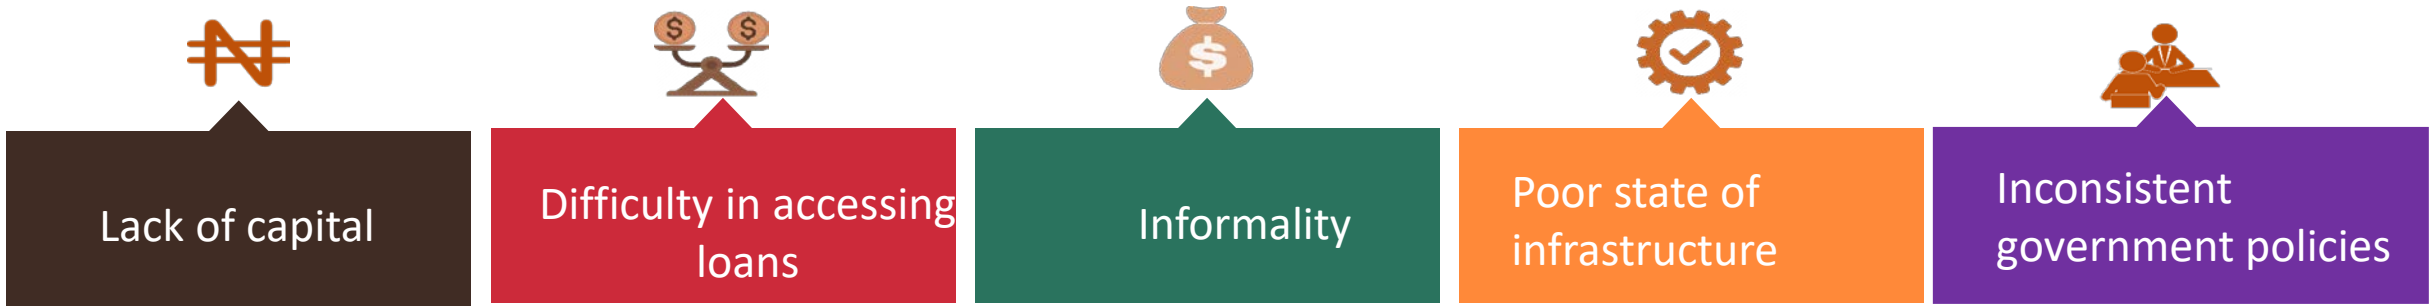 Lack of capital
Difficulty in accessing
loans
Informality
Poor state of
infrastructure
Inconsistent
government policies